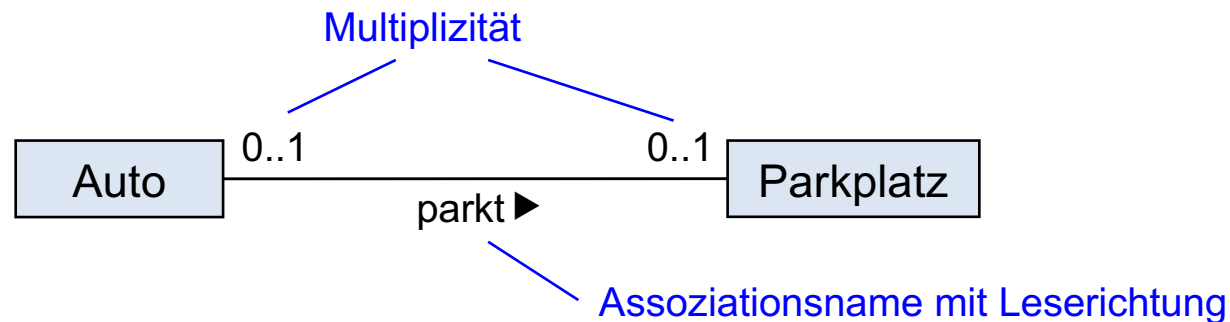 Multiplizität
0..1
0..1
Auto
Parkplatz
parkt ▶
Assoziationsname mit Leserichtung